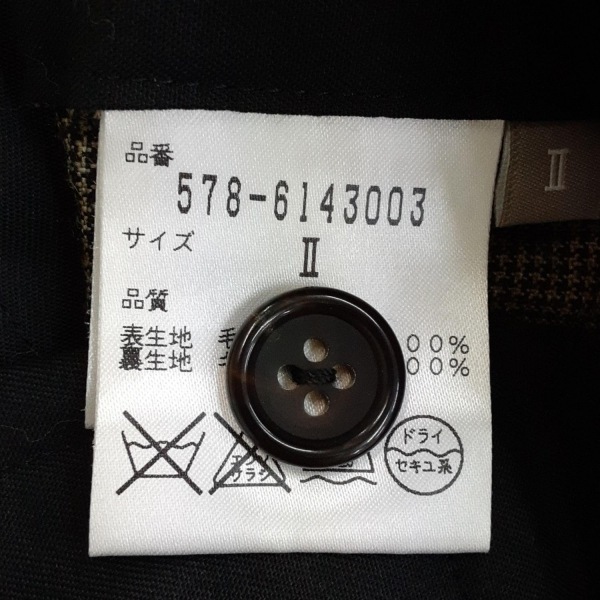 品番
578-6143003
サイズ
Ⅱ
Ⅱ
品質
表生地 毛 00%
裏生地 キ 00%
ドライ
セキユ系